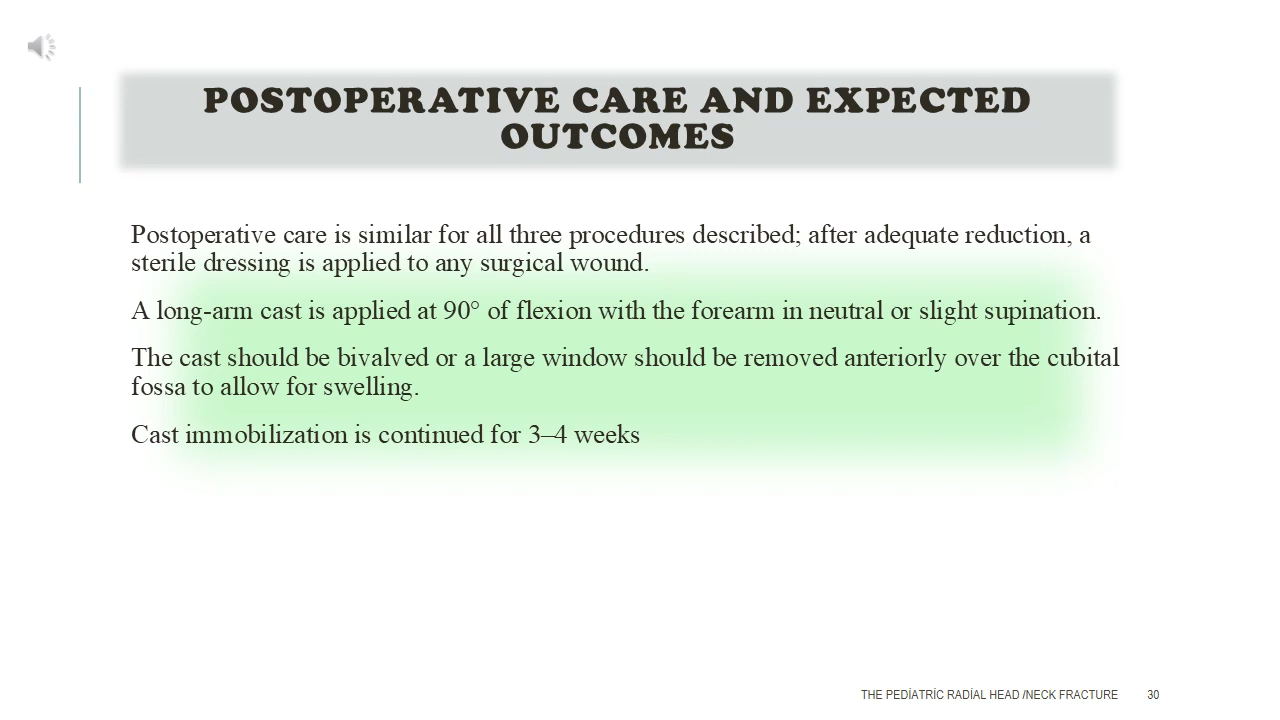 POSTOPERATIVE CARE AND EXPECTED
OUTCOMES
Postoperative care is similar for all three procedures described; after adequate reduction, a
sterile dressing is applied to any surgical wound.
A long-arm cast is applied at 90° of flexion with the forearm in neutral or slight supination.
The cast should be bivalved or a large window should be removed anteriorly over the cubital
fossa to allow for swelling.
Cast immobilization is continued for 3–4 weeks
THE PEDİATRİC RADİAL HEAD /NECK FRACTURE 30